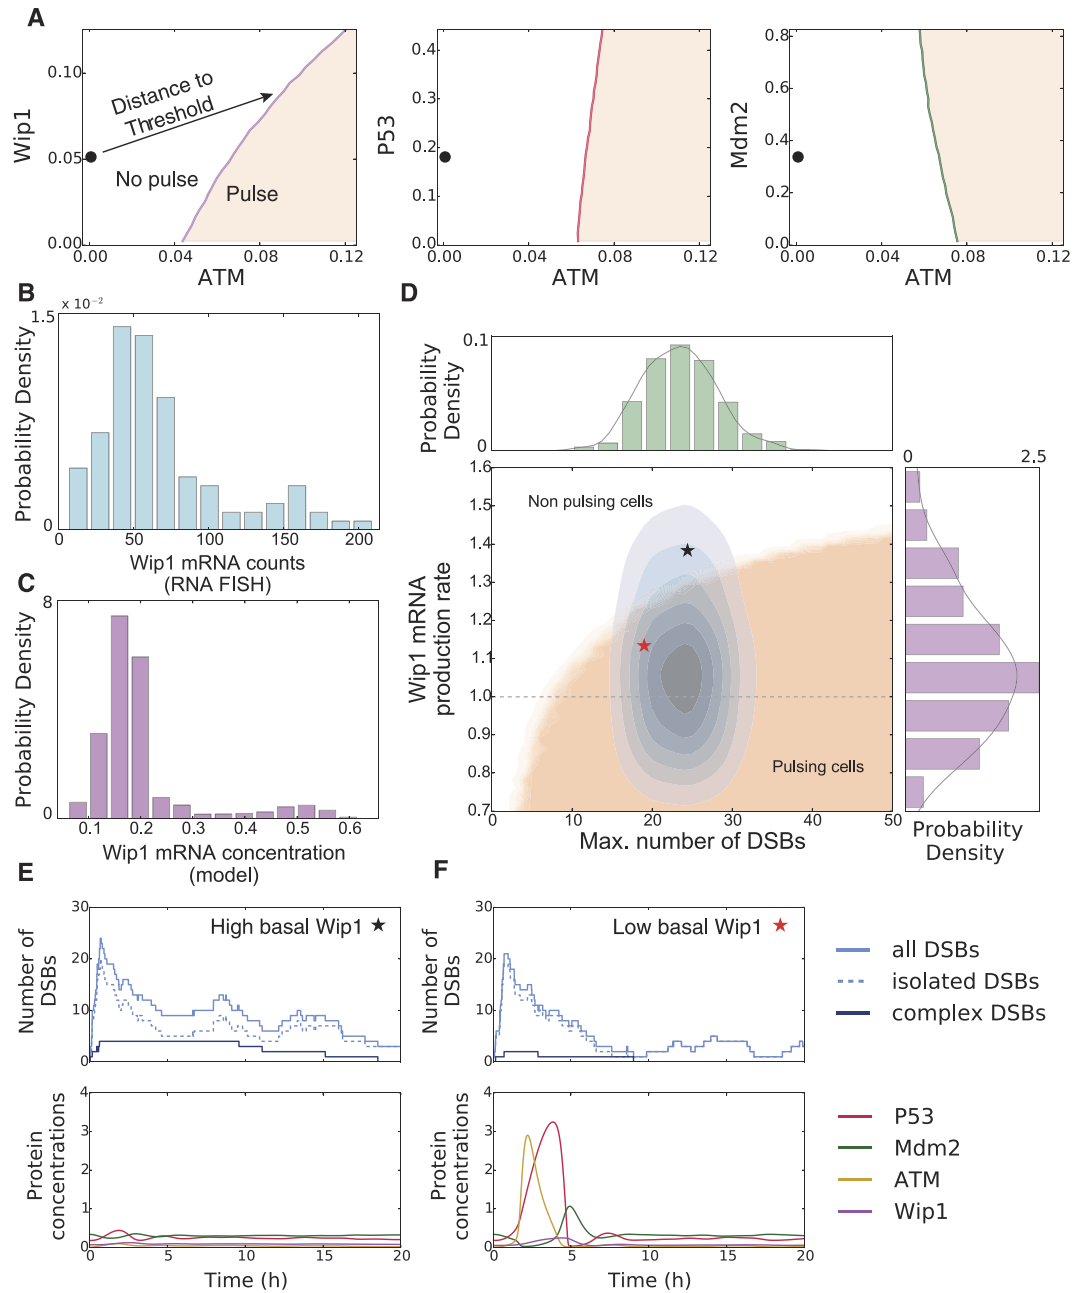 A
Wip1
0.10
0.05
0.00
Distance to
Threshold
No pulse
Pulse
0.00 0.04 0.08 0.12
ATM
P53
0.4
0.3
0.2
0.1
0.0
0.00 0.04 0.08 0.12
ATM
Mdm2
0.8
0.6
0.4
0.2
0.0
0.00 0.04 0.08 0.12
ATM
B
x 10⁻²
1.5
0
Probability Density
0 50 100 150 200
Wip1 mRNA counts
(RNA FISH)
C
8
0
Probability Density
0.1 0.2 0.3 0.4 0.5 0.6
Wip1 mRNA concentration
(model)
D
0.1
0
Probability
Density
1.6
1.5
1.4
1.3
1.2
1.1
1.0
0.9
0.8
0.7
Wip1 mRNA
production rate
Non pulsing cells
Pulsing cells
0 10 20 30 40 50
Max. number of DSBs
0 2.5
Probability
Density
E
30
20
10
0
Number of
DSBs
High basal Wip1
4
3
2
1
0
Protein
concentrations
0 5 10 15 20
Time (h)
F
30
20
10
0
Number of
DSBs
Low basal Wip1
4
3
2
1
0
Protein
concentrations
0 5 10 15 20
Time (h)
all DSBs
isolated DSBs
complex DSBs
P53
Mdm2
ATM
Wip1